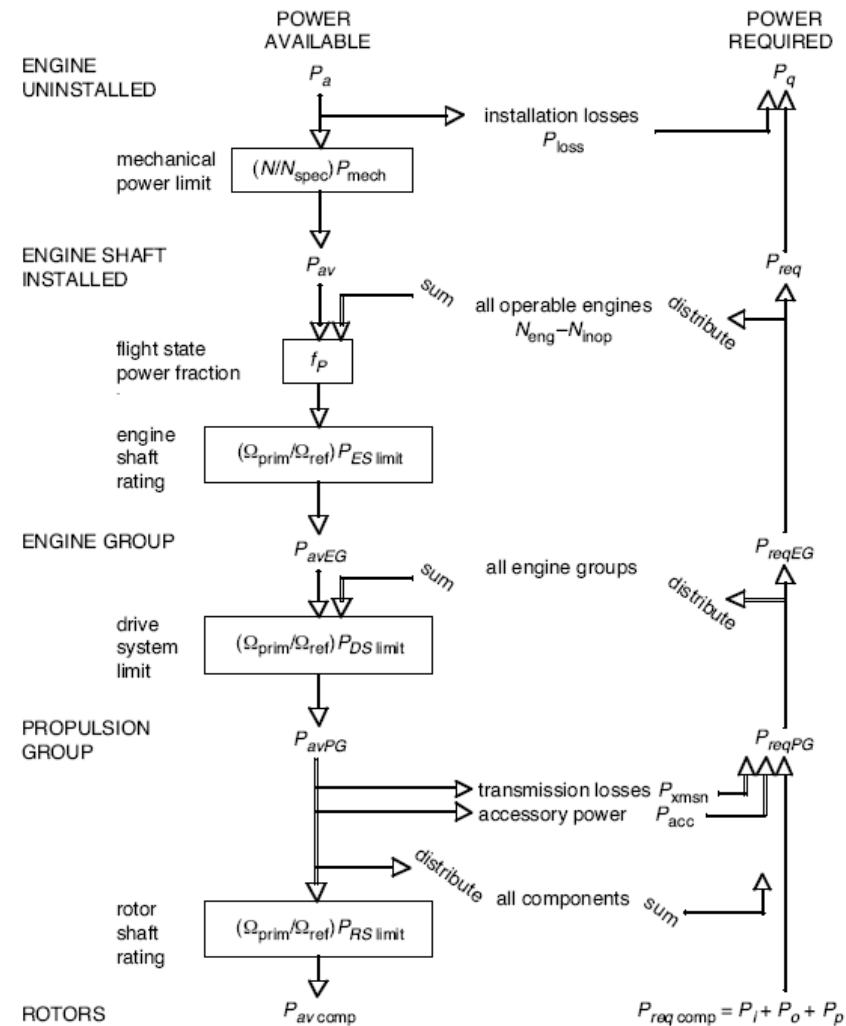 POWER AVAILABLE
POWER REQUIRED
ENGINE UNINSTALLED
P_a
P_q
installation losses
P_loss
mechanical power limit
(N/N_spec)P_mech
ENGINE SHAFT INSTALLED
P_av
P_req
sum
all operable engines
N_eng–N_inop
distribute
flight state power fraction
f_P
engine shaft rating
(Ω_prim/Ω_ref)P_ES limit
ENGINE GROUP
P_avEG
P_reqEG
sum
all engine groups
distribute
drive system limit
(Ω_prim/Ω_ref)P_DS limit
PROPULSION GROUP
P_avPG
P_reqPG
transmission losses P_xmsn
accessory power P_acc
distribute
all components
sum
rotor shaft rating
(Ω_prim/Ω_ref)P_RS limit
ROTORS
P_av comp
P_req comp = P_i + P_o + P_p